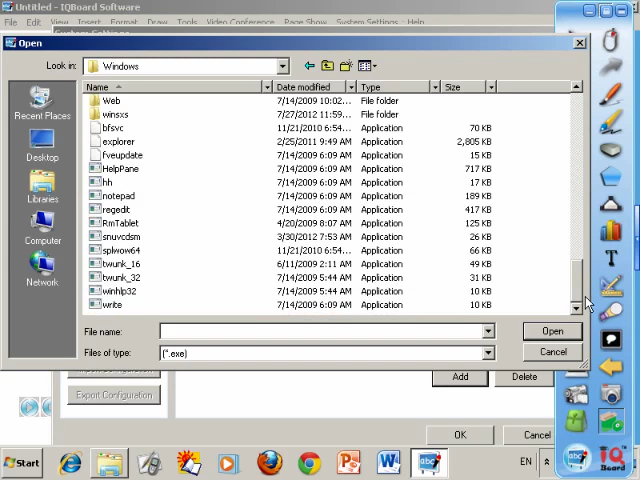 Untitled - IQBoard Software
File Edit View Insert Format Draw Tools Video Conference Page Show System Settings Help
Open
Look in: Windows
Name Date modified Type Size
Web 7/14/2009 10:02... File folder
winsxs 7/27/2012 11:59... File folder
bfsvc 11/21/2010 6:54... Application 70 KB
explorer 2/25/2011 9:49 AM Application 2,805 KB
fveupdate 7/14/2009 6:09 AM Application 15 KB
HelpPane 7/14/2009 6:09 AM Application 717 KB
hh 7/14/2009 6:09 AM Application 17 KB
notepad 7/14/2009 6:09 AM Application 189 KB
regedit 7/14/2009 6:09 AM Application 417 KB
RmTablet 4/20/2009 8:07 AM Application 125 KB
snuvcdsm 3/30/2012 7:53 AM Application 26 KB
splwow64 11/21/2010 6:54... Application 66 KB
twunk_16 6/11/2009 2:11 AM Application 49 KB
twunk_32 7/14/2009 5:44 AM Application 31 KB
winhlp32 7/14/2009 5:44 AM Application 10 KB
write 7/14/2009 6:09 AM Application 10 KB
Recent Places
Desktop
Libraries
Computer
Network
File name: Open
Files of type: (*.exe) Cancel
Add Delete
Export Configuration
OK Cancel
Start EN
abc
IQ Board